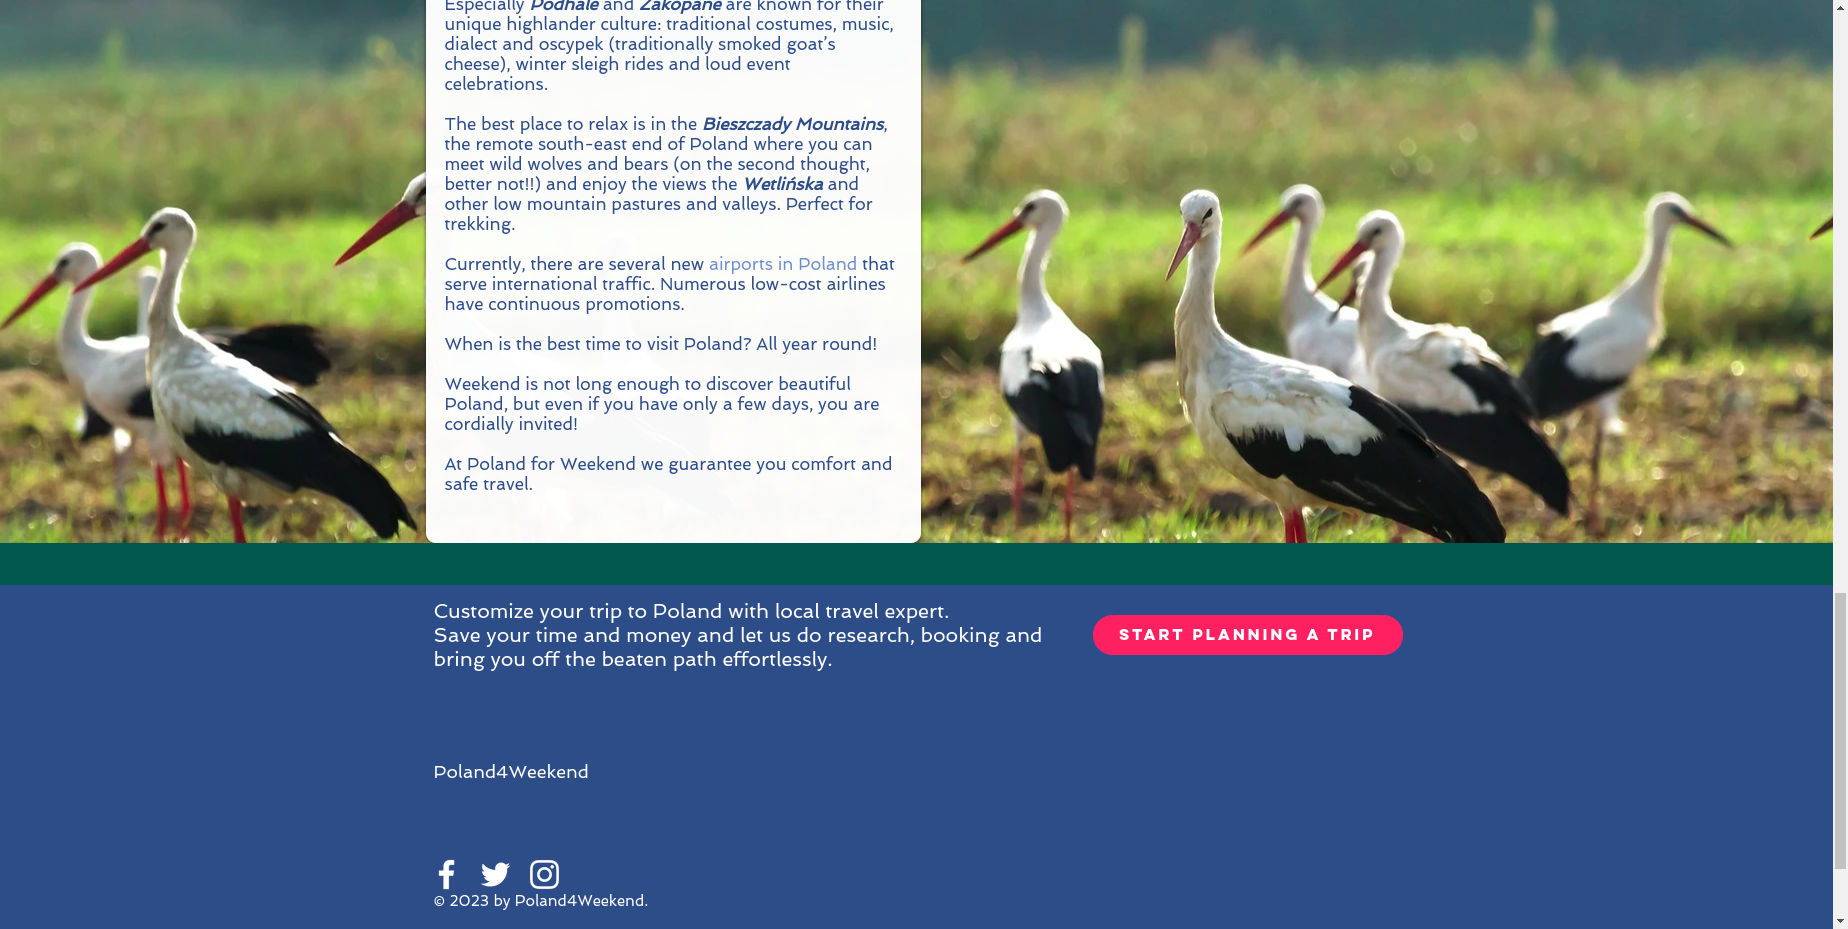 Especially Podhale and Zakopane are known for their
unique highlander culture: traditional costumes, music,
dialect and oscypek (traditionally smoked goat’s
cheese), winter sleigh rides and loud event
celebrations.
The best place to relax is in the Bieszczady Mountains,
the remote south-east end of Poland where you can
meet wild wolves and bears (on the second thought,
better not!!) and enjoy the views the Wetlińska and
other low mountain pastures and valleys. Perfect for
trekking.
Currently, there are several new airports in Poland that
serve international traffic. Numerous low-cost airlines
have continuous promotions.
When is the best time to visit Poland? All year round!
Weekend is not long enough to discover beautiful
Poland, but even if you have only a few days, you are
cordially invited!
At Poland for Weekend we guarantee you comfort and
safe travel.
Customize your trip to Poland with local travel expert.
Save your time and money and let us do research, booking and
bring you off the beaten path effortlessly.
START PLANNING A TRIP
Poland4Weekend
© 2023 by Poland4Weekend.